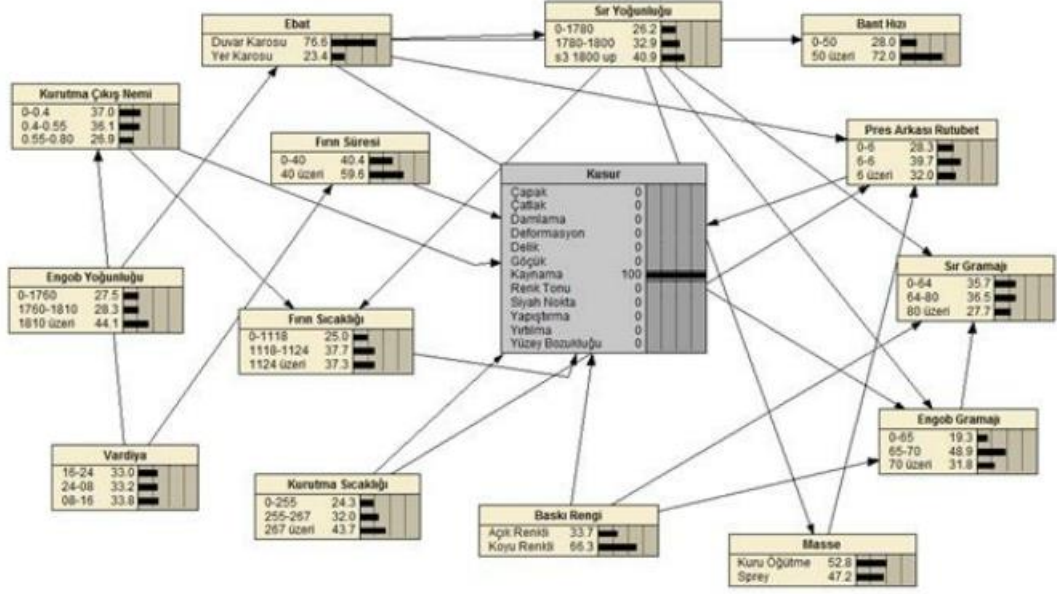 Ebat
Duvar Karosu 76.6
Yer Karosu 23.4
Sır Yoğunluğu
0-1780 26.2
1780-1800 32.9
s3 1800 up 40.9
Bant Hızı
0-50 28.0
50 üzeri 72.0
Kurutma Çıkış Nemi
0-0.4 37.0
0.4-0.55 36.1
0.55-0.80 26.9
Fırın Süresi
0-40 40.4
40 üzeri 59.6
Pres Arkası Rutubet
0-6 28.3
6-6 39.7
6 üzeri 32.0
Kusur
Çapak 0
Çatlak 0
Damlama 0
Deformasyon 0
Delik 0
Göçük 0
Kaynama 100
Renk Tonu 0
Siyah Nokta 0
Yapıştırma 0
Yırtılma 0
Yüzey Bozukluğu 0
Engob Yoğunluğu
0-1760 27.5
1760-1810 28.3
1810 üzeri 44.1
Sır Gramajı
0-64 35.7
64-80 36.5
80 üzeri 27.7
Fırın Sıcaklığı
0-1118 25.0
1118-1124 37.7
1124 üzeri 37.3
Engob Gramajı
0-65 19.3
65-70 48.9
70 üzeri 31.8
Vardiya
16-24 33.0
24-08 33.2
08-16 33.8
Kurutma Sıcaklığı
0-255 24.3
255-267 32.0
267 üzeri 43.7
Baskı Rengi
Açık Renkli 33.7
Koyu Renkli 66.3
Masse
Kuru Öğütme 52.8
Sprey 47.2